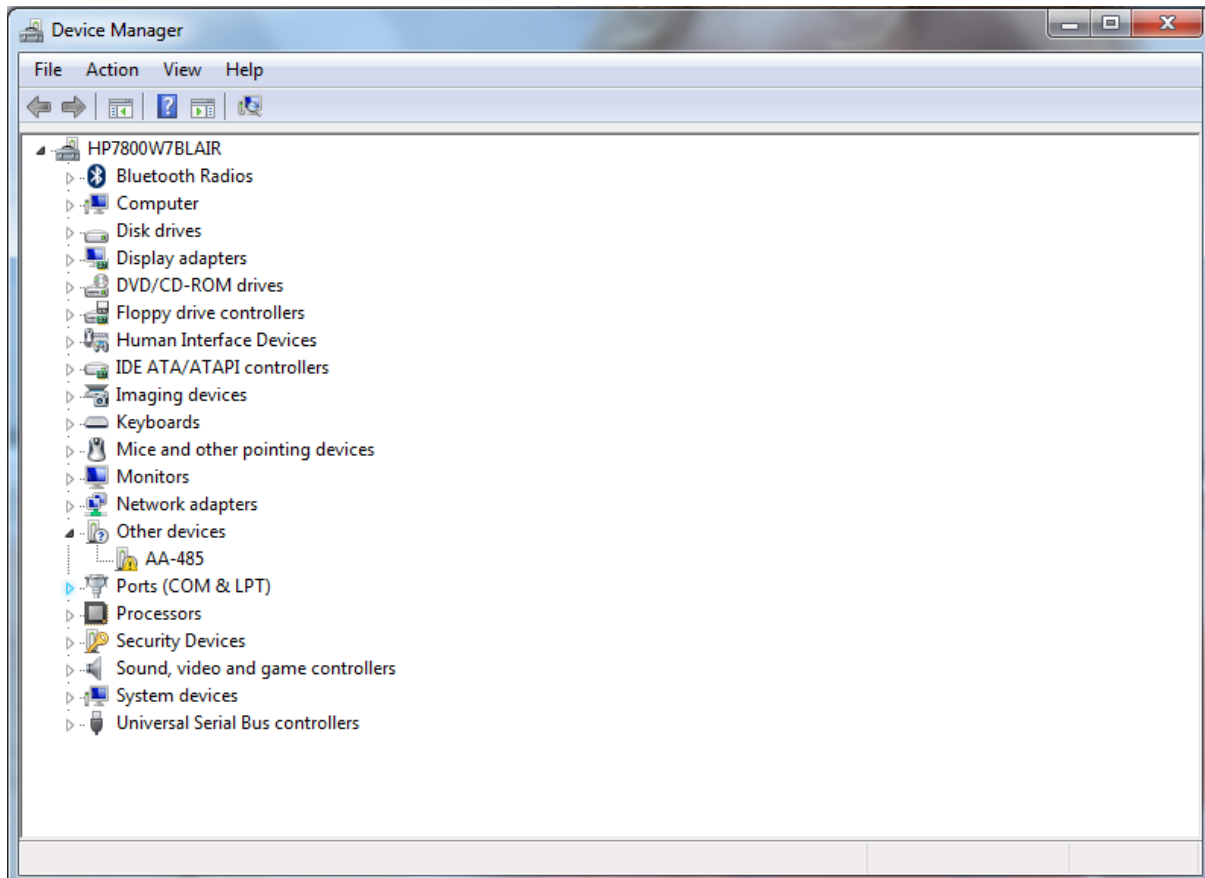 Device Manager
File Action View Help
HP7800W7BLAIR
Bluetooth Radios
Computer
Disk drives
Display adapters
DVD/CD-ROM drives
Floppy drive controllers
Human Interface Devices
IDE ATA/ATAPI controllers
Imaging devices
Keyboards
Mice and other pointing devices
Monitors
Network adapters
Other devices
AA-485
Ports (COM & LPT)
Processors
Security Devices
Sound, video and game controllers
System devices
Universal Serial Bus controllers